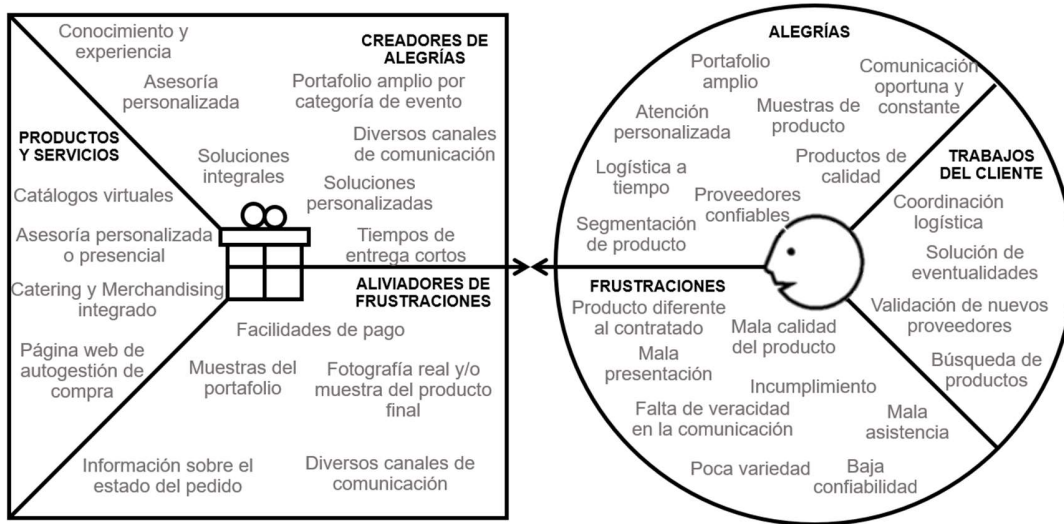 Conocimiento y
experiencia
CREADORES DE
ALEGRÍAS
Asesoría
personalizada
Portafolio amplio por
categoría de evento
Diversos canales
de comunicación
Soluciones
integrales
Soluciones
personalizadas
Tiempos de
entrega cortos
PRODUCTOS
Y SERVICIOS
Catálogos virtuales
Asesoría personalizada
o presencial
Catering y Merchandising
integrado
Página web de
autogestión de
compra
ALIVIADORES DE
FRUSTRACIONES
Facilidades de pago
Muestras del
portafolio
Fotografía real y/o
muestra del producto
final
Información sobre el
estado del pedido
Diversos canales de
comunicación
ALEGRÍAS
Portafolio
amplio
Comunicación
oportuna y
constante
Atención
personalizada
Muestras de
producto
Logística a
tiempo
Productos de
calidad
Proveedores
confiables
Segmentación
de producto
TRABAJOS
DEL CLIENTE
Coordinación
logística
Solución de
eventualidades
Validación de nuevos
proveedores
Búsqueda de
productos
FRUSTRACIONES
Producto diferente
al contratado
Mala calidad
del producto
Mala
presentación
Incumplimiento
Falta de veracidad
en la comunicación
Mala
asistencia
Poca variedad
Baja
confiabilidad